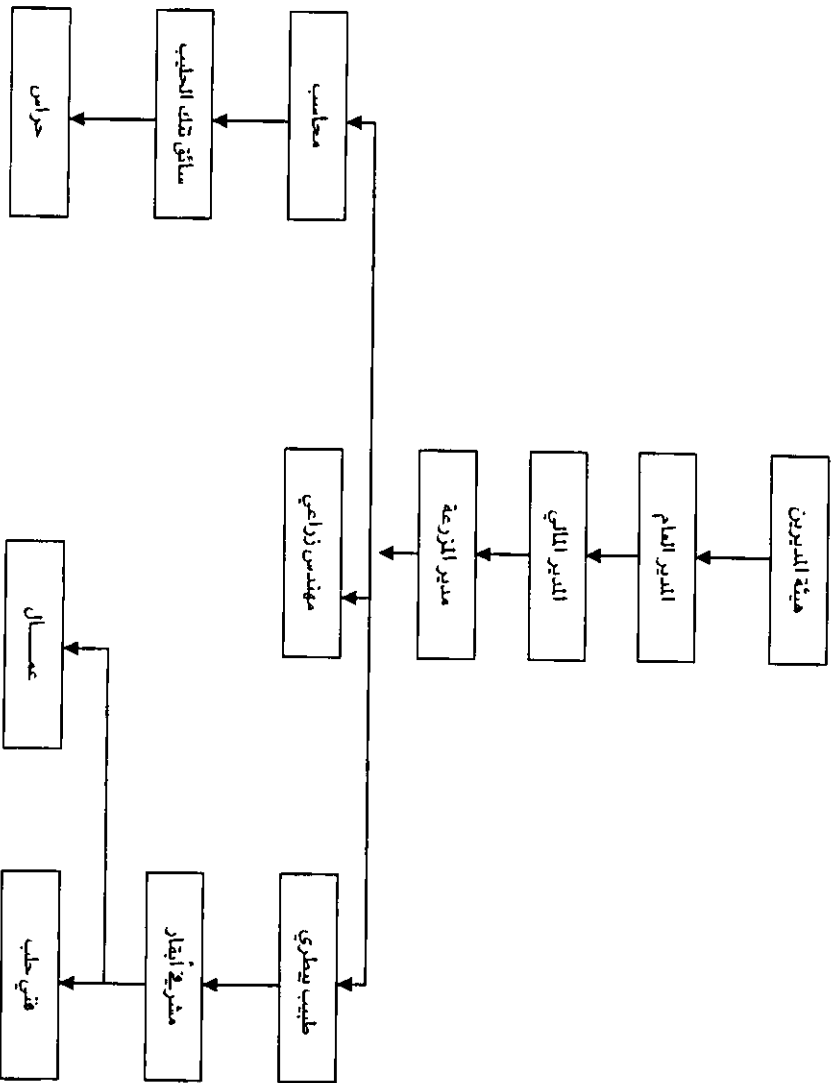 هيئة المديرين
المدير العام
المدير المالي
مدير المزرعة
طبيب بيطري
مهندس زراعي
محاسب
مشرف أبقار
سائق تنك الحليب
فني حلب
عمـــال
حراس